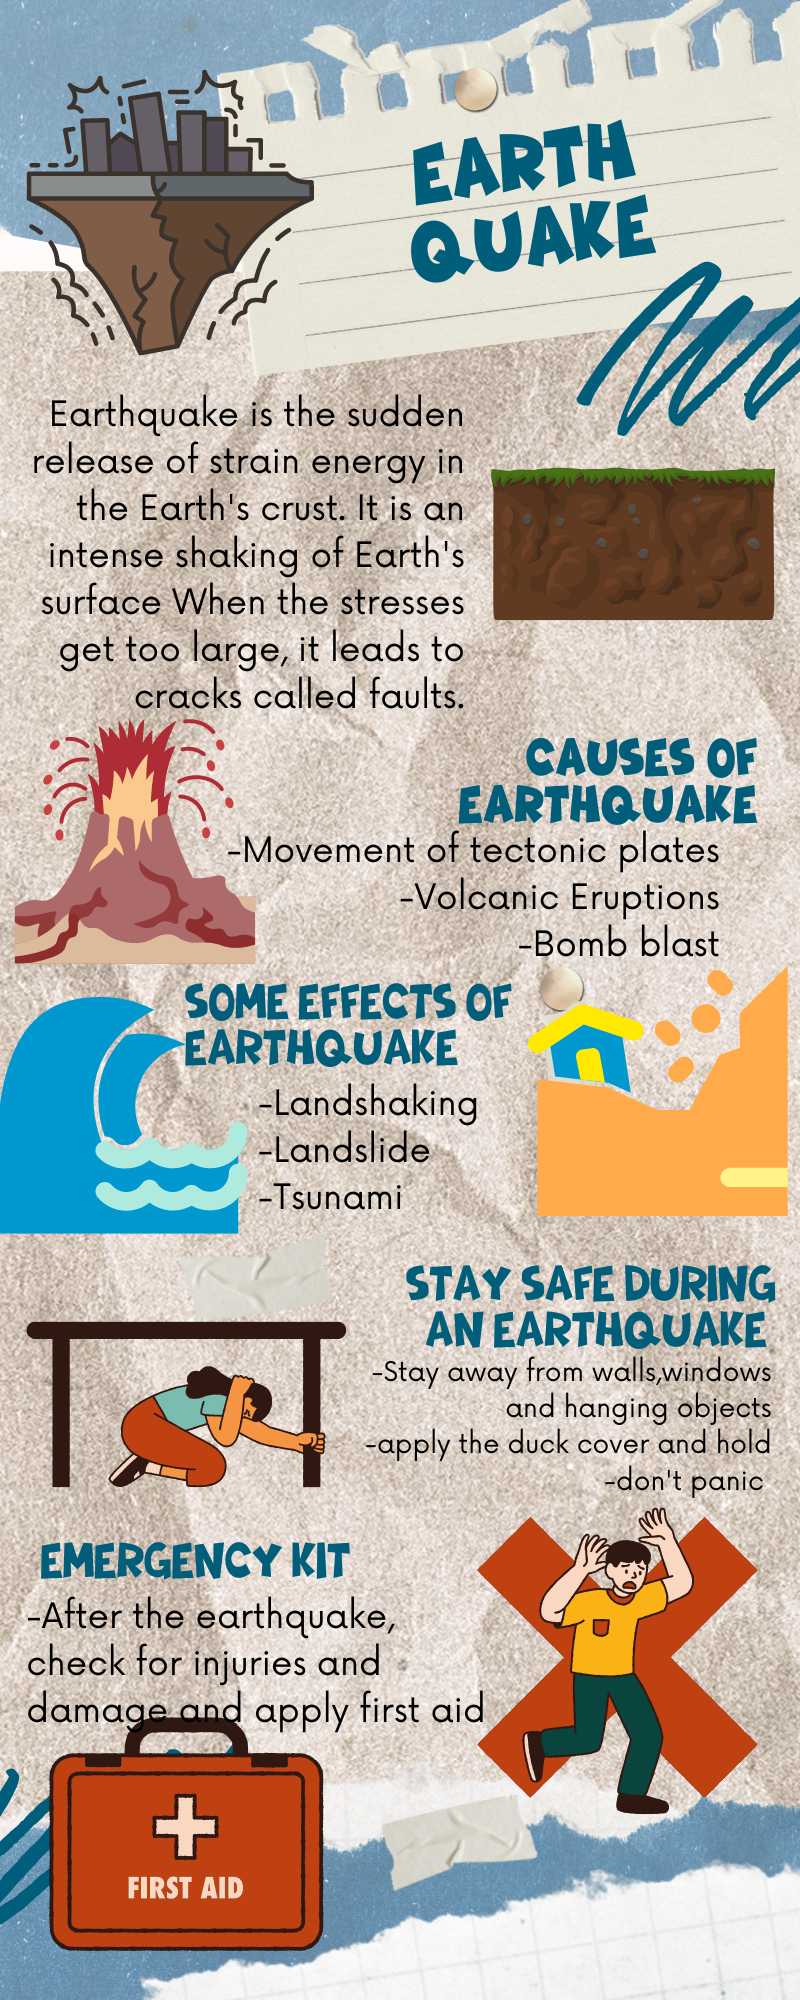 EARTH
QUAKE
Earthquake is the sudden
release of strain energy in
the Earth's crust. It is an
intense shaking of Earth's
surface When the stresses
get too large, it leads to
cracks called faults.
CAUSES OF
EARTHQUAKE
-Movement of tectonic plates
-Volcanic Eruptions
-Bomb blast
SOME EFFECTS OF
EARTHQUAKE
-Landshaking
-Landslide
-Tsunami
STAY SAFE DURING
AN EARTHQUAKE
-Stay away from walls,windows
and hanging objects
-apply the duck cover and hold
-don't panic
EMERGENCY KIT
-After the earthquake,
check for injuries and
damage and apply first aid
FIRST AID